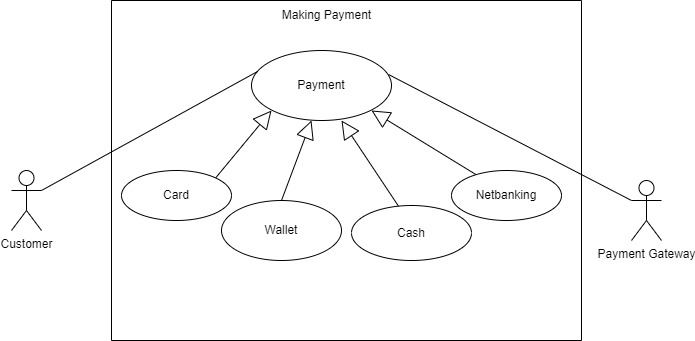 Making Payment
Payment
Card
Wallet
Cash
Netbanking
Customer
Payment Gateway